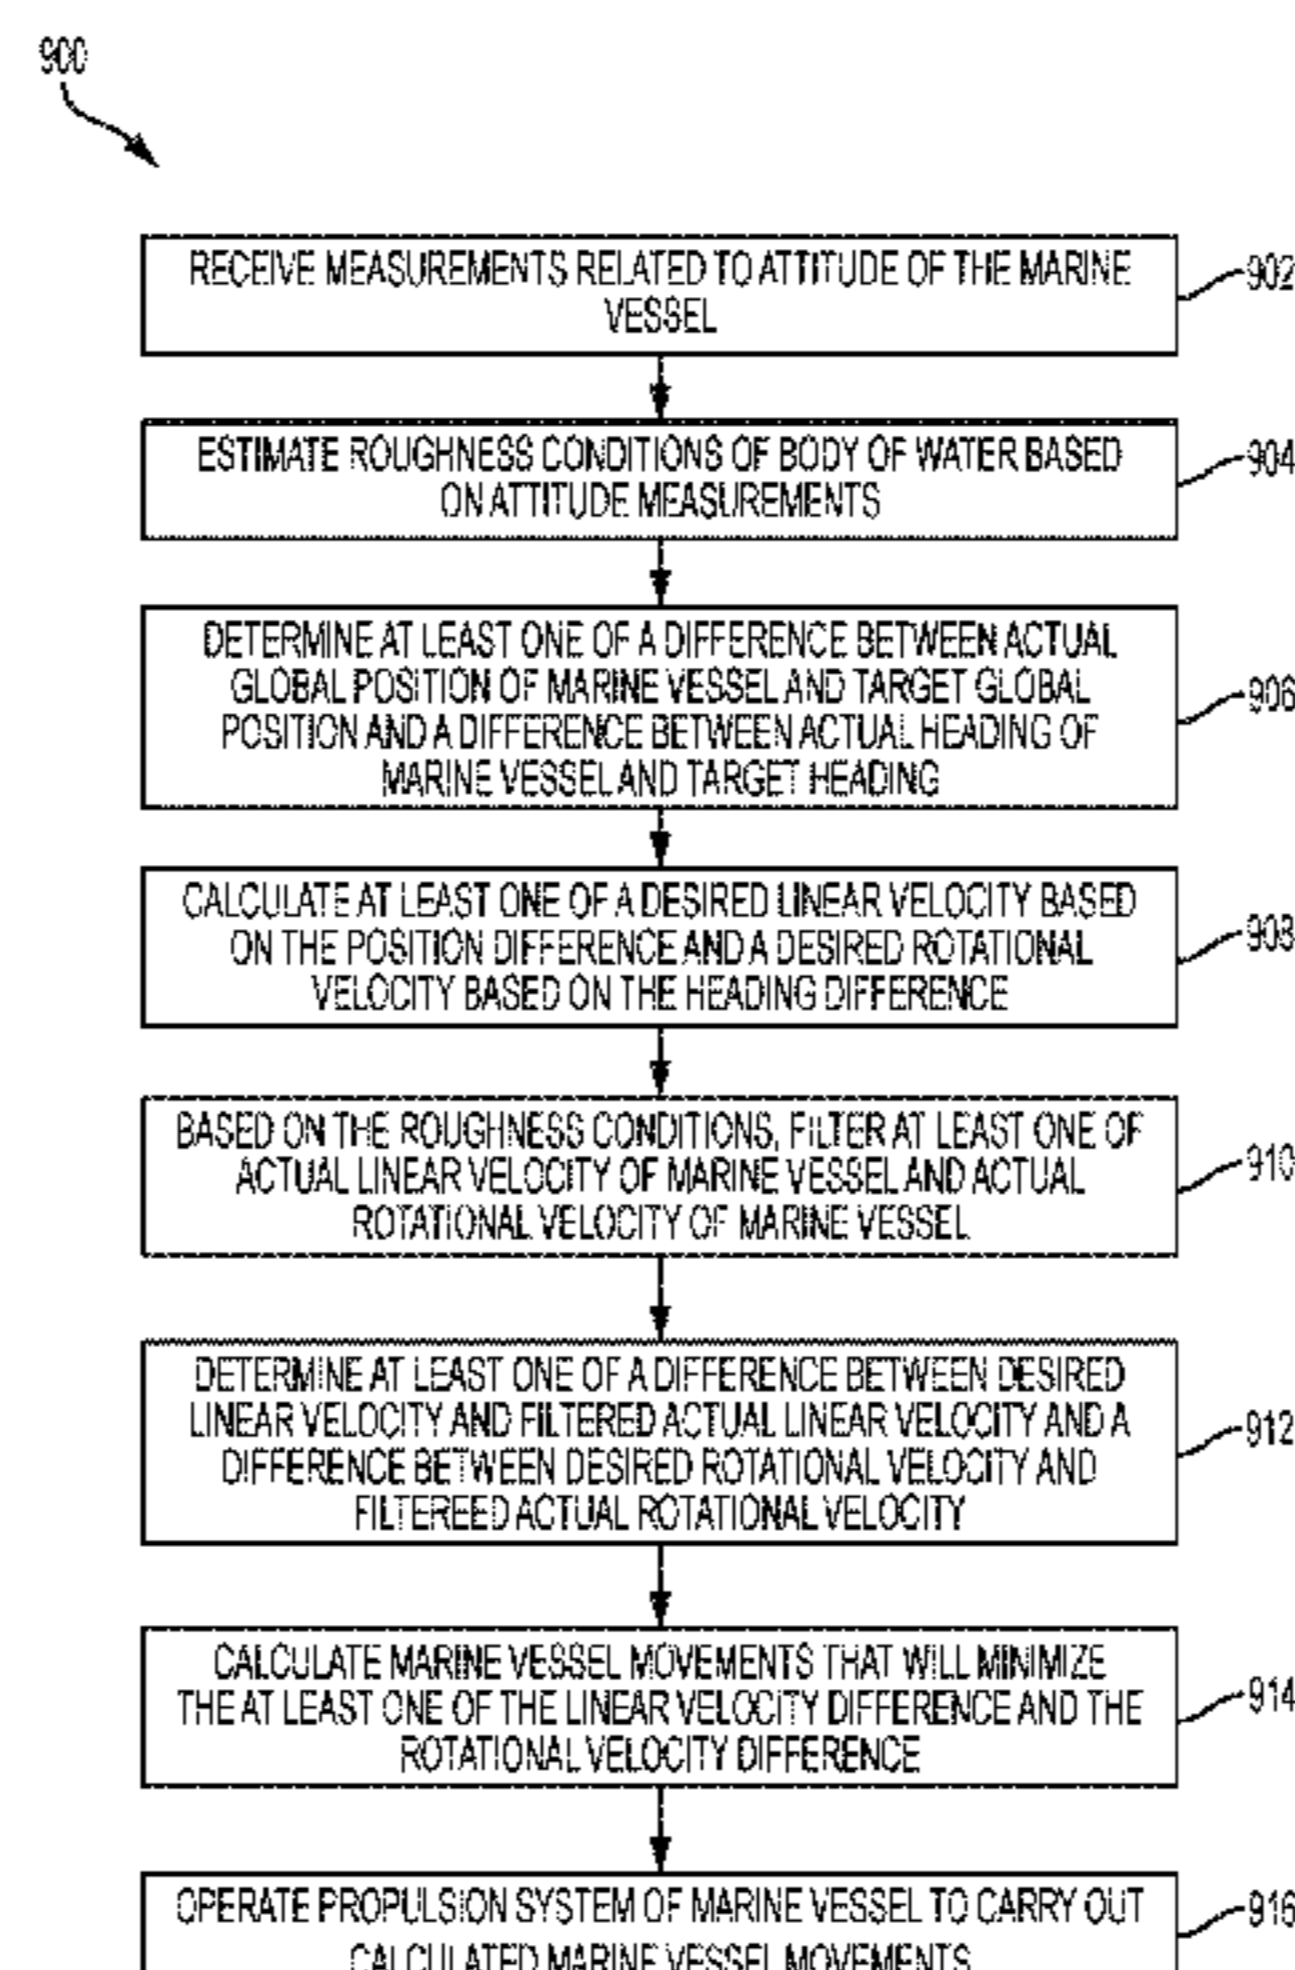 900
RECEIVE MEASUREMENTS RELATED TO ATTITUDE OF THE MARINE
VESSEL
902
ESTIMATE ROUGHNESS CONDITIONS OF BODY OF WATER BASED
ON ATTITUDE MEASUREMENTS
904
DETERMINE AT LEAST ONE OF A DIFFERENCE BETWEEN ACTUAL
GLOBAL POSITION OF MARINE VESSEL AND TARGET GLOBAL
POSITION AND A DIFFERENCE BETWEEN ACTUAL HEADING OF
MARINE VESSEL AND TARGET HEADING
906
CALCULATE AT LEAST ONE OF A DESIRED LINEAR VELOCITY BASED
ON THE POSITION DIFFERENCE AND A DESIRED ROTATIONAL
VELOCITY BASED ON THE HEADING DIFFERENCE
908
BASED ON THE ROUGHNESS CONDITIONS, FILTER AT LEAST ONE OF
ACTUAL LINEAR VELOCITY OF MARINE VESSEL AND ACTUAL
ROTATIONAL VELOCITY OF MARINE VESSEL
910
DETERMINE AT LEAST ONE OF A DIFFERENCE BETWEEN DESIRED
LINEAR VELOCITY AND FILTERED ACTUAL LINEAR VELOCITY AND A
DIFFERENCE BETWEEN DESIRED ROTATIONAL VELOCITY AND
FILTEREED ACTUAL ROTATIONAL VELOCITY
912
CALCULATE MARINE VESSEL MOVEMENTS THAT WILL MINIMIZE
THE AT LEAST ONE OF THE LINEAR VELOCITY DIFFERENCE AND THE
ROTATIONAL VELOCITY DIFFERENCE
914
OPERATE PROPULSION SYSTEM OF MARINE VESSEL TO CARRY OUT
CALCULATED MARINE VESSEL MOVEMENTS
916